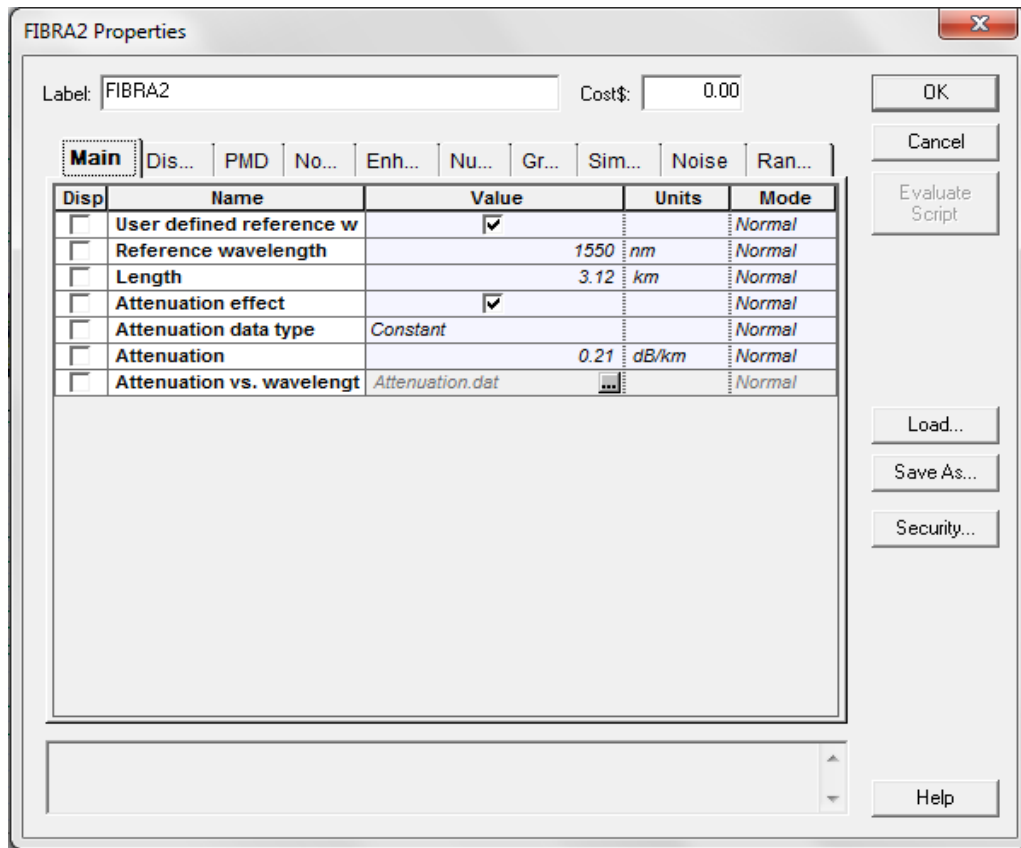 FIBRA2 Properties
Label: FIBRA2 Cost$: 0.00 OK
Cancel
Main Dis... PMD No... Enh... Nu... Gr... Sim... Noise Ran...
Evaluate Script
Disp Name Value Units Mode
User defined reference w Normal
Reference wavelength 1550 nm Normal
Length 3.12 km Normal
Attenuation effect Normal
Attenuation data type Constant Normal
Attenuation 0.21 dB/km Normal
Attenuation vs. wavelengt Attenuation.dat ... Normal
Load...
Save As...
Security...
Help